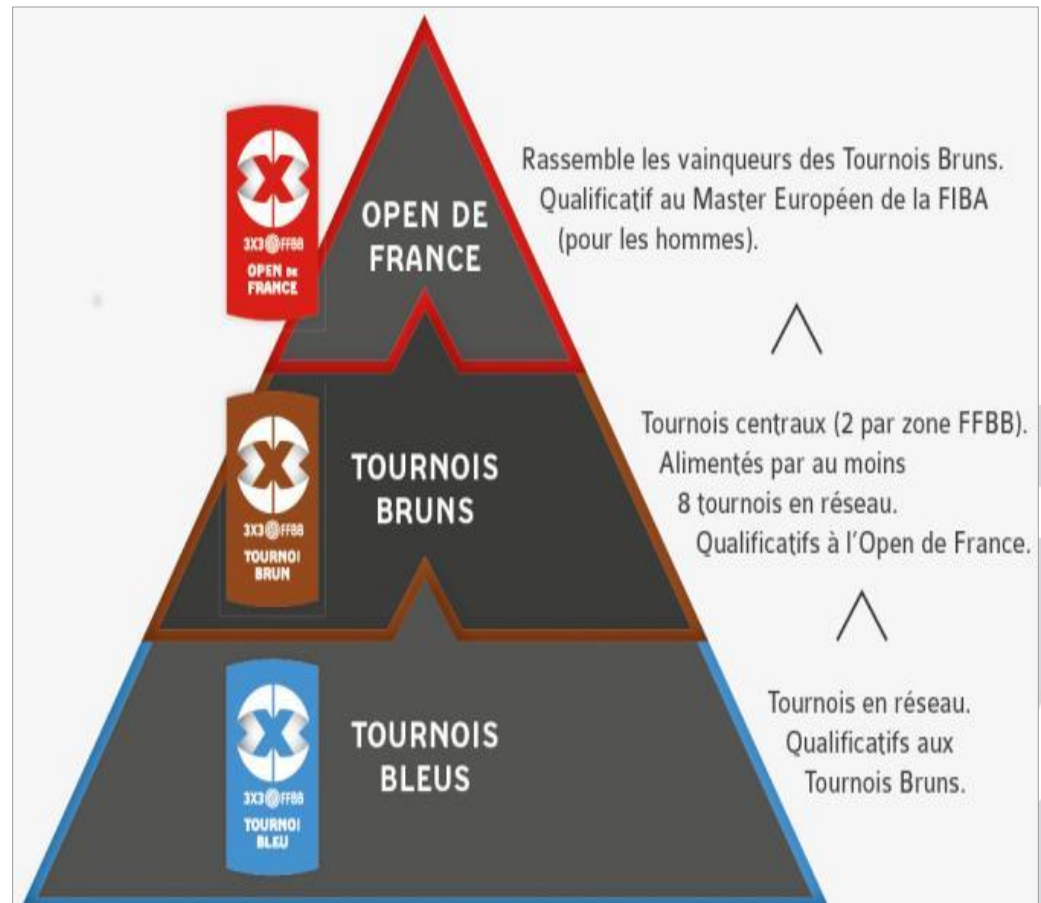 3X3@FFBB
OPEN DE
FRANCE
OPEN DE
FRANCE
Rassemble les vainqueurs des Tournois Bruns.
Qualificatif au Master Européen de la FIBA
(pour les hommes).
3X3@FFBB
TOURNOI
BRUN
TOURNOIS
BRUNS
Tournois centraux (2 par zone FFBB).
Alimentés par au moins
8 tournois en réseau.
Qualificatifs à l'Open de France.
3X3@FFBB
TOURNOI
BLEU
TOURNOIS
BLEUS
Tournois en réseau.
Qualificatifs aux
Tournois Bruns.